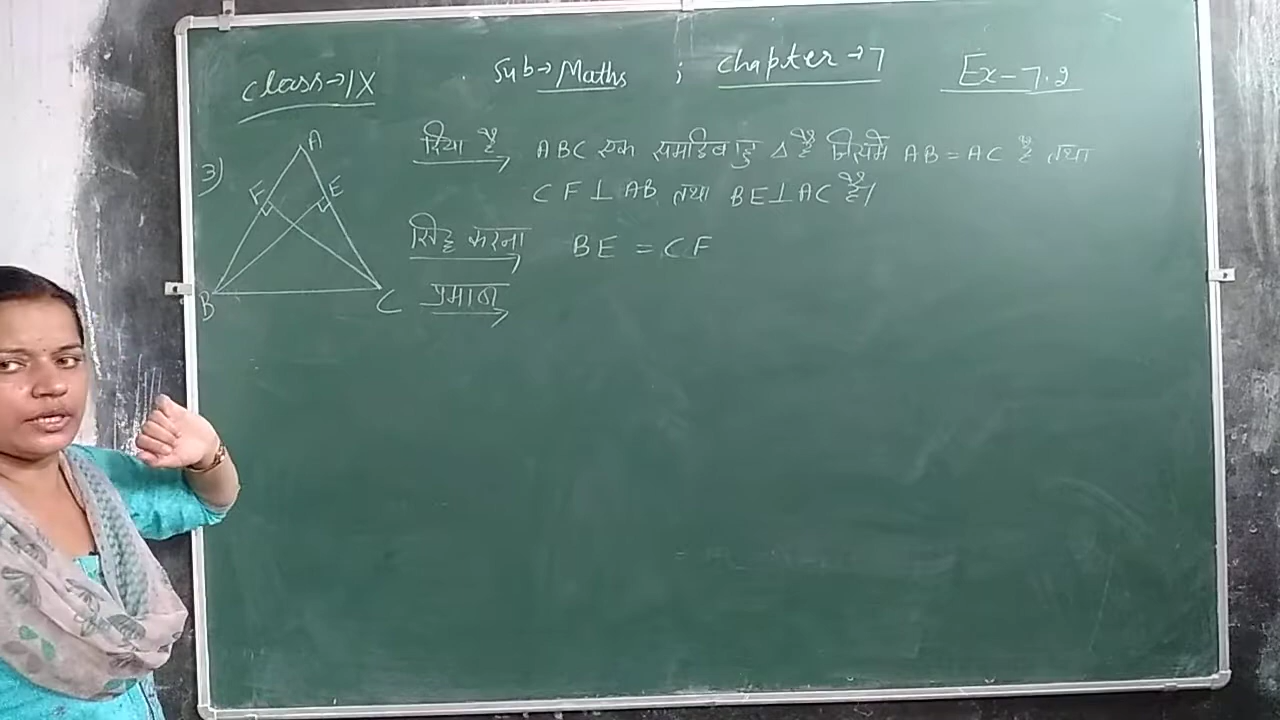 Class→IX Sub→Maths ; Chapter→7 Ex-7.2
3)
A
F E
B C
दिया है ABC एक समद्विबाहु Δ है जिसमें AB = AC है तथा
CF⊥AB तथा BE⊥AC है।
सिद्ध करना BE = CF
प्रमाण